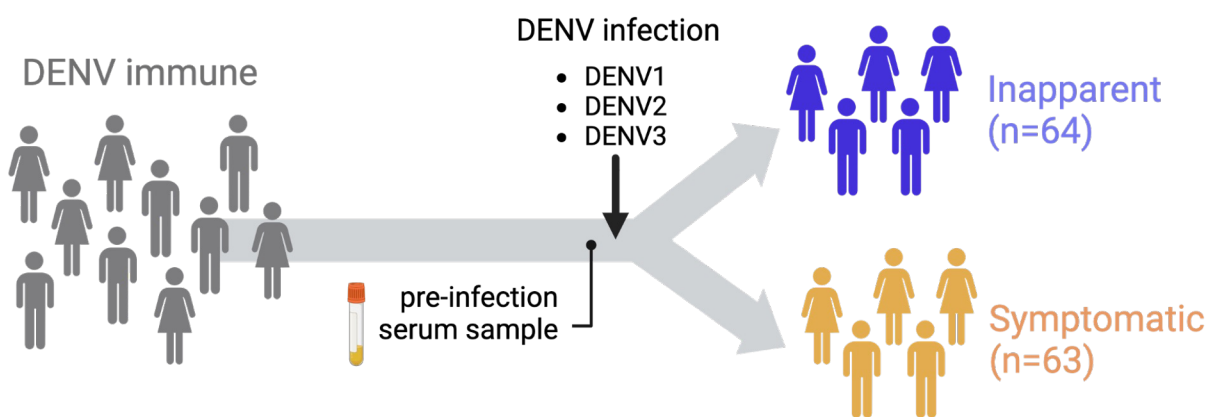 DENV immune
DENV infection
• DENV1
• DENV2
• DENV3
pre-infection
serum sample
Inapparent
(n=64)
Symptomatic
(n=63)